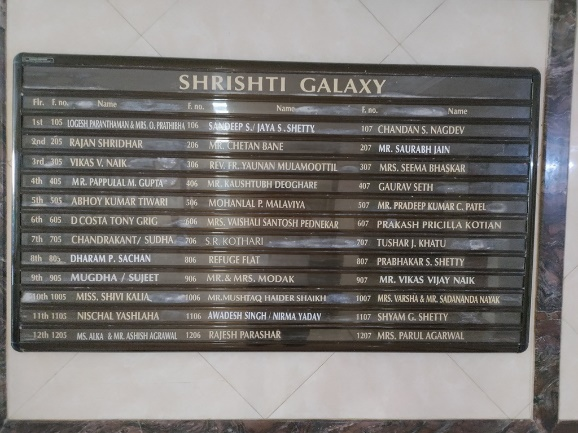 SHRISHTI GALAXY
Flr. f. no. Name f. no. Name f. no. Name
1st 105 LOGESH PARANTHAMAN & MRS. O. PRATHEBHA 106 SANDEEP S./ JAYA S. SHETTY 107 CHANDAN S. NAGDEV
2nd 205 RAJAN SHRIDHAR 206 MR. CHETAN BANE 207 MR. SAURABH JAIN
3rd 305 VIKAS V. NAIK 306 REV. FR. YAUNAN MULAMOOTTIL 307 MRS. SEEMA BHASKAR
4th 405 MR. PAPPULAL M. GUPTA 406 MR. KAUSHTUBH DEOGHARE 407 GAURAV SETH
5th 505 ABHOY KUMAR TIWARI 506 MOHANLAL P. MALAVIYA 507 MR. PRADEEP KUMAR C. PATEL
6th 605 D COSTA TONY GRIG 606 MRS. VAISHALI SANTOSH PEDNEKAR 607 PRAKASH PRICILLA KOTIAN
7th 705 CHANDRAKANT/ SUDHA 706 S.R. KOTHARI 707 TUSHAR J. KHATU
8th 805 DHARAM P. SACHAN 806 REFUGE FLAT 807 PRABHAKAR S. SHETTY
9th 905 MUGDHA / SUJEET 906 MR. & MRS. MODAK 907 MR. VIKAS VIJAY NAIK
10th 1005 MISS. SHIVI KALIA 1006 MR. MUSHTAQ HAIDER SHAIKH 1007 MRS. VARSHA & MR. SADANANDA NAYAK
11th 1105 NISCHAL YASHLAHA 1106 AWADESH SINGH / NIRMA YADAV 1107 SHYAM G. SHETTY
12th 1205 MS. ALKA & MR. ASHISH AGRAWAL 1206 RAJESH PARASHAR 1207 MRS. PARUL AGARWAL